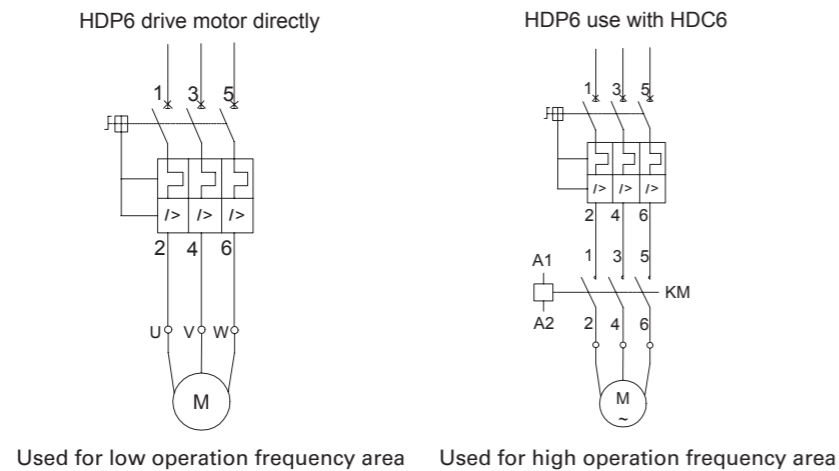 HDP6 drive motor directly
1 3 5
I> I> I>
2 4 6
U V W
M
Used for low operation frequency area
HDP6 use with HDC6
1 3 5
I> I> I>
2 4 6
A1 1 3 5
KM
A2 2 4 6
M
~
Used for high operation frequency area